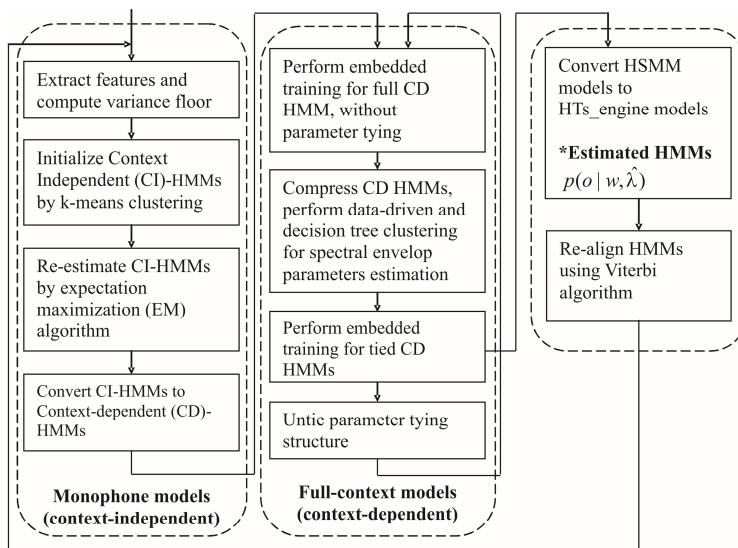 Extract features and
compute variance floor
Initialize Context
Independent (CI)-HMMs
by k-means clustering
Re-estimate CI-HMMs
by expectation
maximization (EM)
algorithm
Convert CI-HMMs to
Context-dependent (CD)-
HMMs
Monophone models
(context-independent)
Perform embedded
training for full CD
HMM, without
parameter tying
Compress CD HMMs,
perform data-driven and
decision tree clustering
for spectral envelop
parameters estimation
Perform embedded
training for tied CD
HMMs
Untie parameter tying
structure
Full-context models
(context-dependent)
Convert HSMM
models to
HTs_engine models
*Estimated HMMs
p(o | w, λ̂)
Re-align HMMs
using Viterbi
algorithm